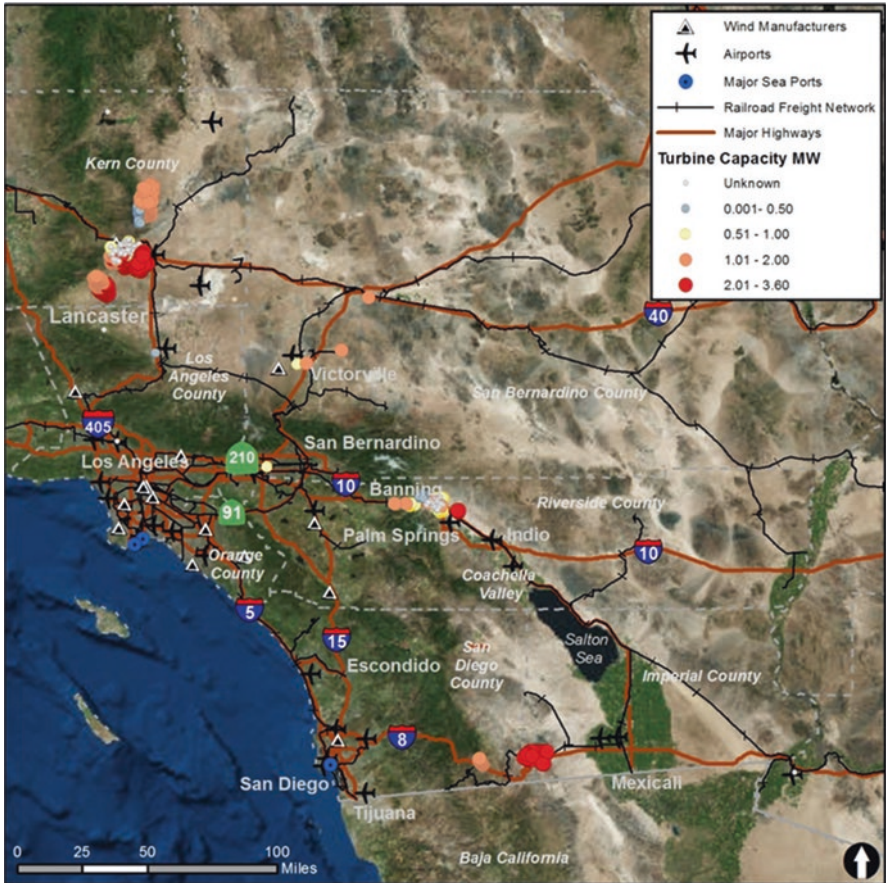 Wind Manufacturers
Airports
Major Sea Ports
Railroad Freight Network
Major Highways
Turbine Capacity MW
Unknown
0.001- 0.50
0.51 - 1.00
1.01 - 2.00
2.01 - 3.60
Kern County
Lancaster
40
Los
Angeles
County
Victorville
San Bernardino County
405
210
San Bernardino
Los Angeles
10
Banning
Riverside County
91
Palm Springs
Indio
10
Orange
County
Coachella
Valley
5
15
Salton
Sea
San
Diego
County
Escondido
Imperial County
8
San Diego
Mexicali
Tijuana
Baja California
0 25 50 100
Miles